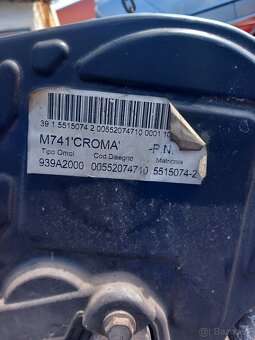 39 1 5515074 2 00552074710 0001 10
M741'CROMA' -P.N.
Tipo Omol. Cod.Disegno Matricola
939A2000 00552074710 5515074-2